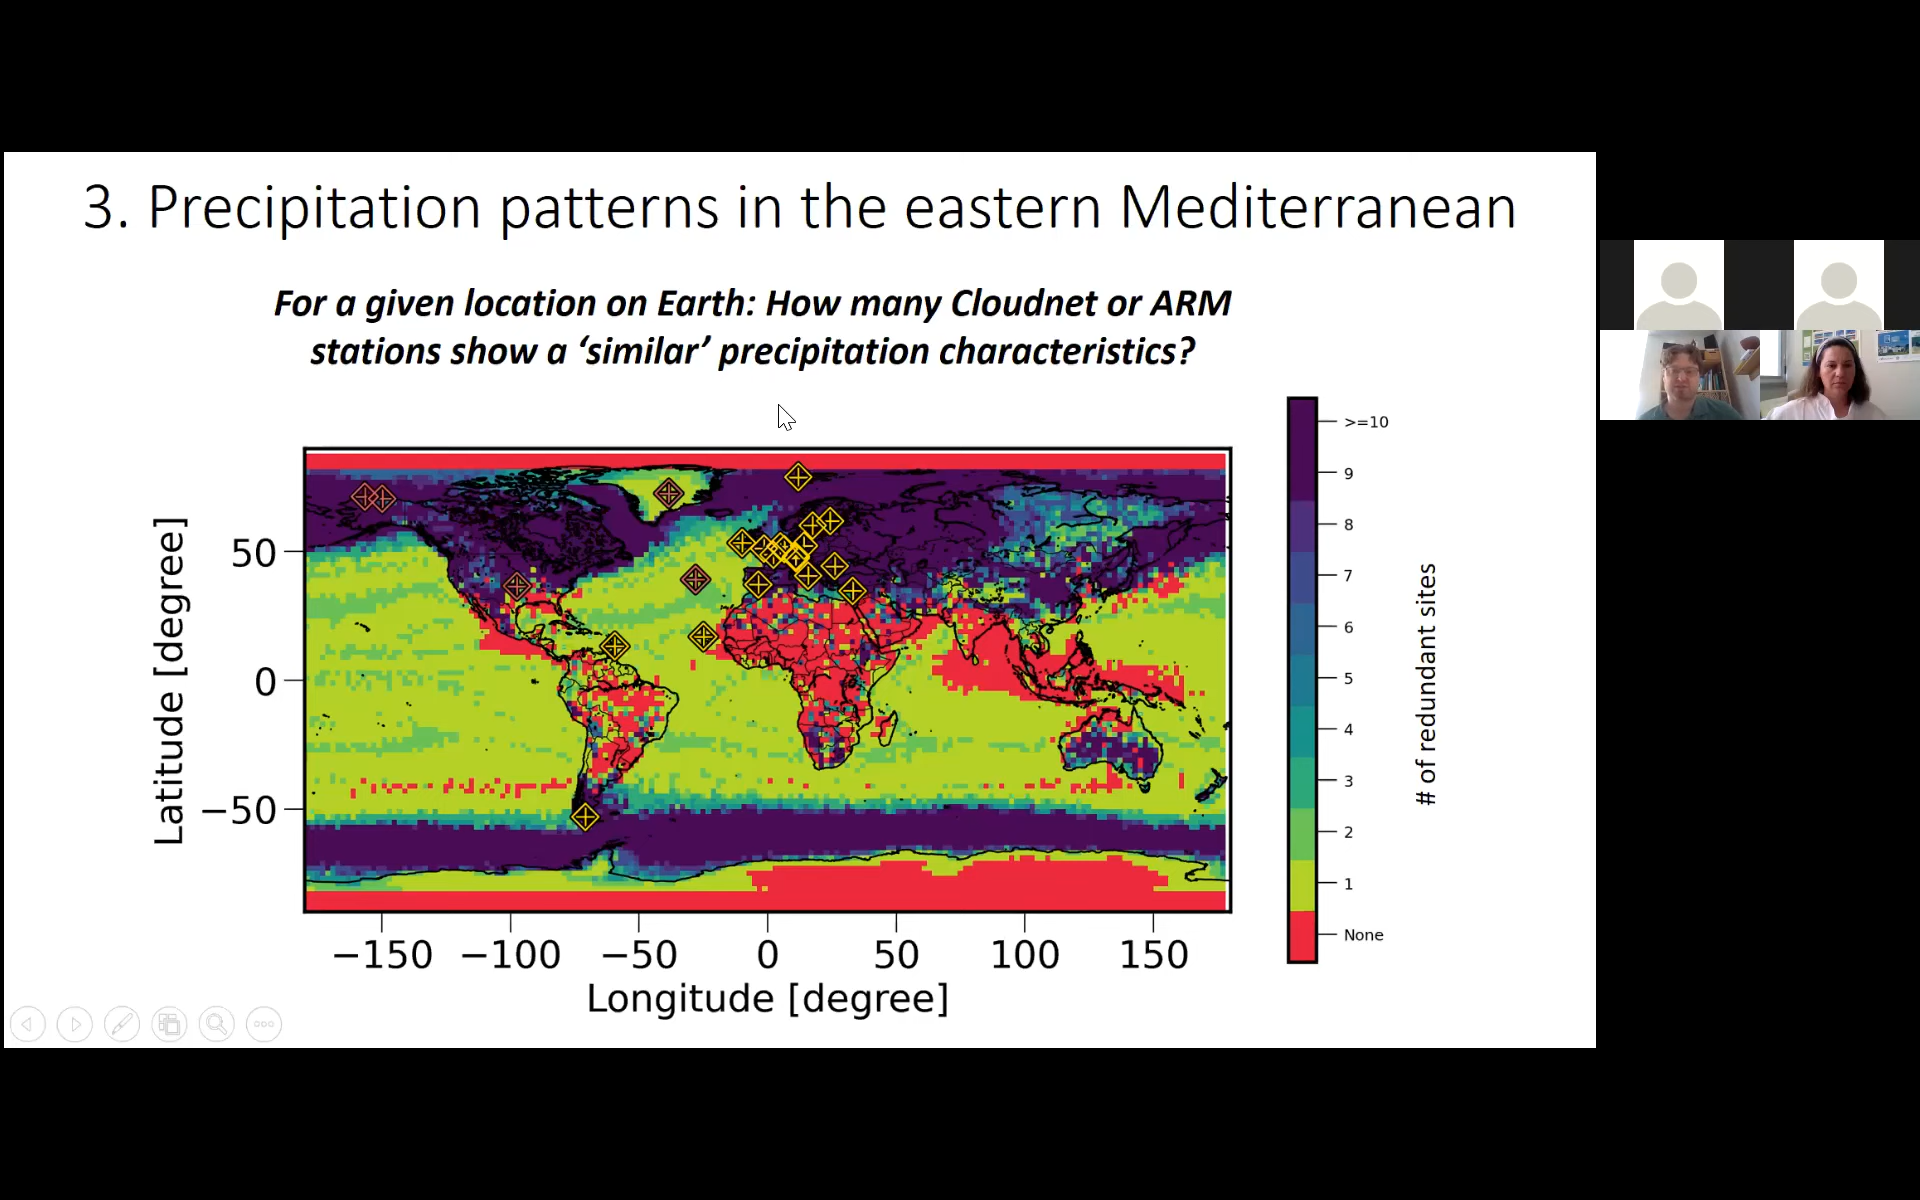 3. Precipitation patterns in the eastern Mediterranean
For a given location on Earth: How many Cloudnet or ARM
stations show a ‘similar’ precipitation characteristics?
Latitude [degree]
50
0
−50
−150
−100
−50
0
50
100
150
Longitude [degree]
>=10
9
8
7
6
5
4
3
2
1
None
# of redundant sites